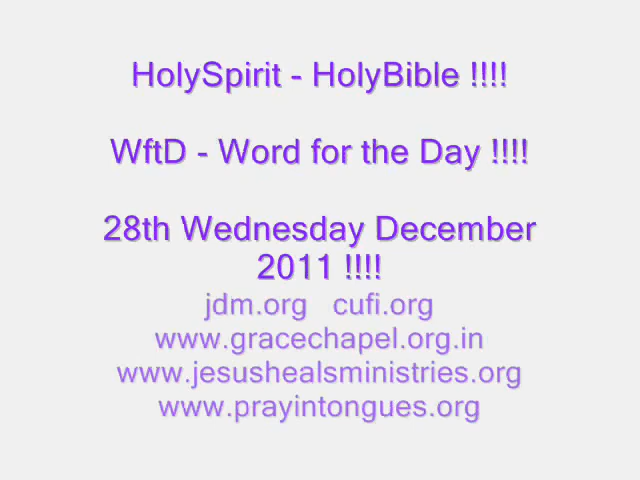 HolySpirit - HolyBible !!!!
WftD - Word for the Day !!!!
28th Wednesday December
2011 !!!!
jdm.org cufi.org
www.gracechapel.org.in
www.jesushealsministries.org
www.prayintongues.org